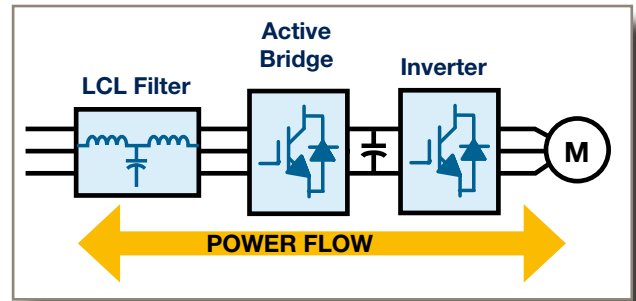 Active
Bridge
Inverter
LCL Filter
M
POWER FLOW